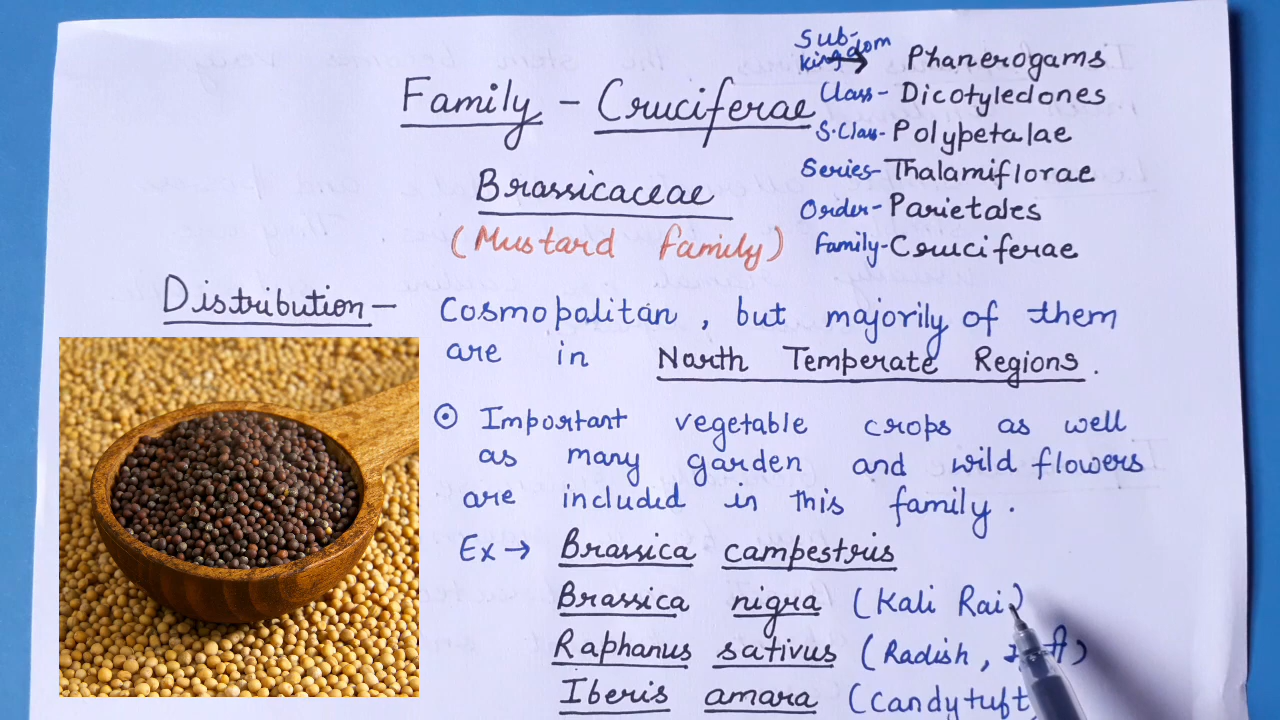 Family - Cruciferae
Brassicaceae
(Mustard family)
Sub-kingdom → Phanerogams
Class - Dicotyledones
S.Class - Polypetalae
Series - Thalamiflorae
Order - Parietales
Family - Cruciferae
Distribution - Cosmopolitan, but majorily of them
are in North Temperate Regions.
⊙ Important vegetable crops as well
as many garden and wild flowers
are included in this family.
Ex → Brassica campestris
Brassica nigra (Kali Rai)
Raphanus sativus (Radish, )
Iberis amara (Candytuft